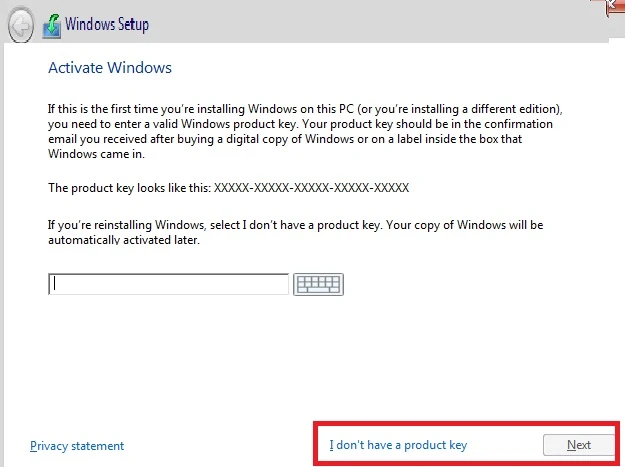 Windows Setup
Activate Windows
If this is the first time you're installing Windows on this PC (or you're installing a different edition),
you need to enter a valid Windows product key. Your product key should be in the confirmation
email you received after buying a digital copy of Windows or on a label inside the box that
Windows came in.
The product key looks like this: XXXXX-XXXXX-XXXXX-XXXXX-XXXXX
If you're reinstalling Windows, select I don't have a product key. Your copy of Windows will be
automatically activated later.
Privacy statement
I don't have a product key
Next